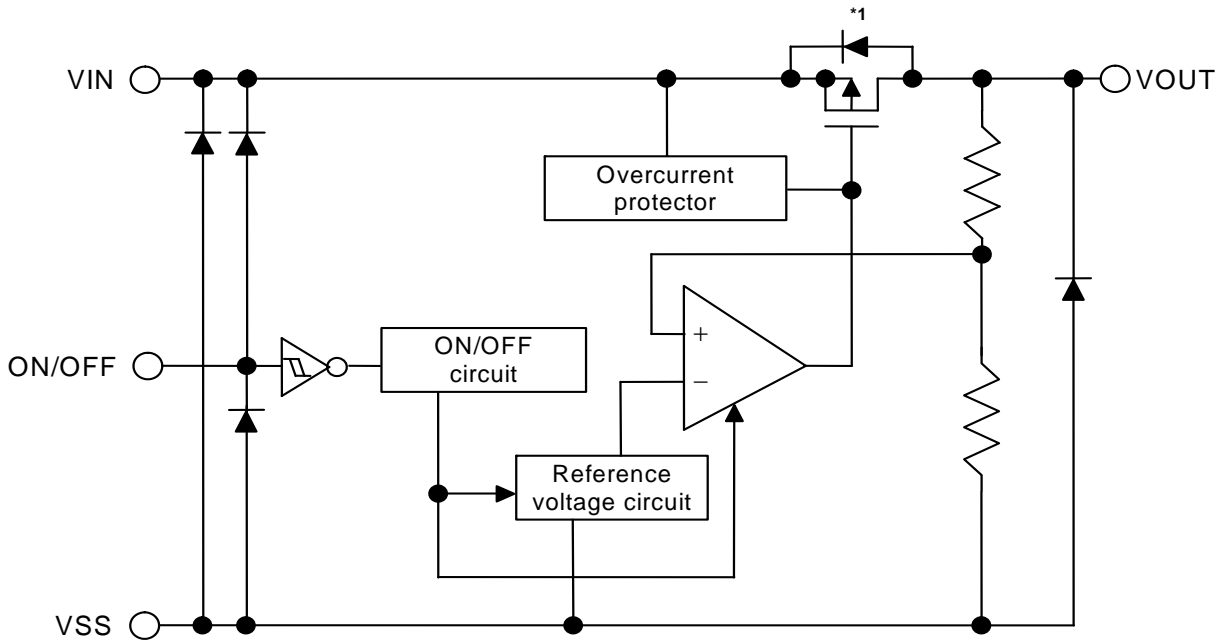 *1
VIN
VOUT
Overcurrent
protector
+
−
ON/OFF
ON/OFF
circuit
Reference
voltage circuit
VSS